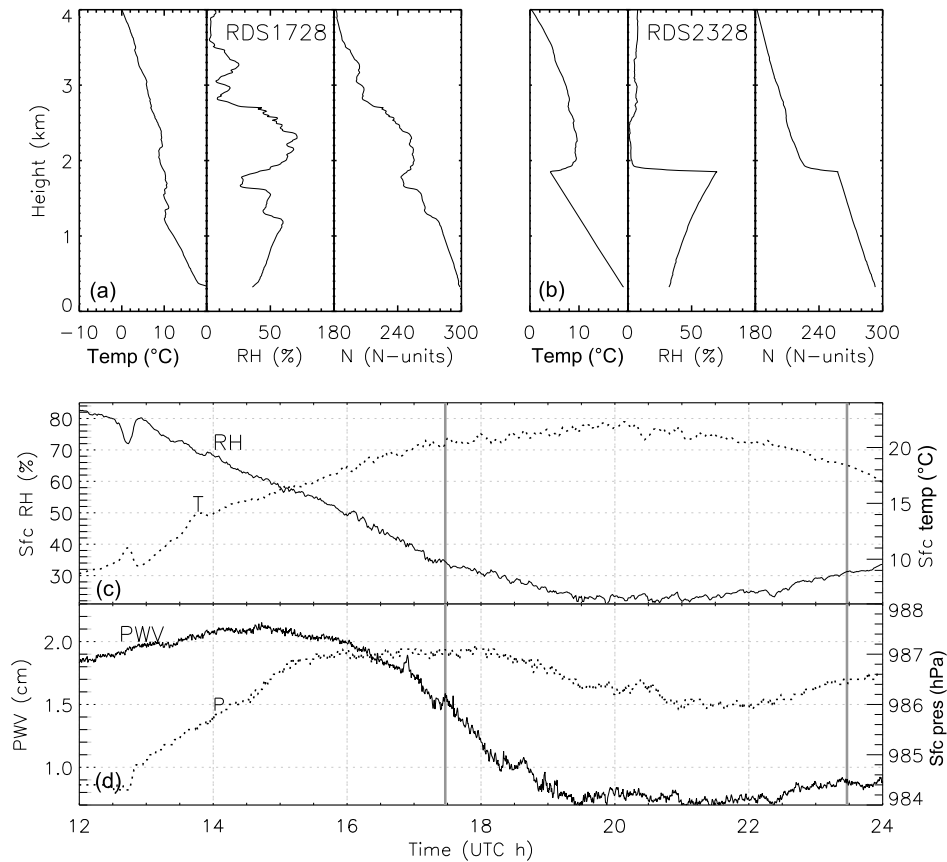 4
3
2
1
0
Height (km)
RDS1728
(a)
−10 0 10 0 50 180 240 300
Temp (°C) RH (%) N (N−units)
RDS2328
(b)
0 10 0 50 180 240 300
Temp (°C) RH (%) N (N−units)
80
70
60
50
40
30
Sfc RH (%)
RH
T
(c)
20
15
10
Sfc temp (°C)
2.0
1.5
1.0
PWV (cm)
PWV
P
(d)
988
987
986
985
984
Sfc pres (hPa)
12 14 16 18 20 22 24
Time (UTC h)